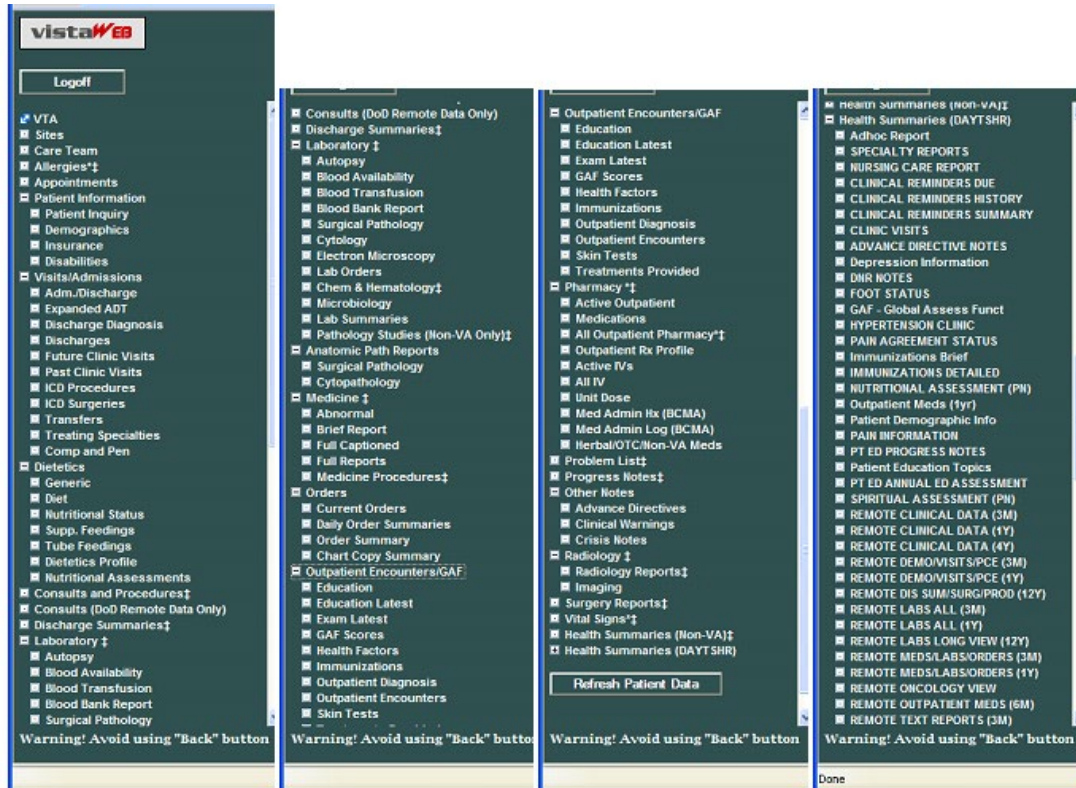 vistaWEB
Logoff
VTA
Sites
Care Team
Allergies*‡
Appointments
Patient Information
Patient Inquiry
Demographics
Insurance
Disabilities
Visits/Admissions
Adm./Discharge
Expanded ADT
Discharge Diagnosis
Discharges
Future Clinic Visits
Past Clinic Visits
ICD Procedures
ICD Surgeries
Transfers
Treating Specialties
Comp and Pen
Dietetics
Generic
Diet
Nutritional Status
Supp. Feedings
Tube Feedings
Dietetics Profile
Nutritional Assessments
Consults and Procedures‡
Consults (DoD Remote Data Only)
Discharge Summaries‡
Laboratory ‡
Autopsy
Blood Availability
Blood Transfusion
Blood Bank Report
Surgical Pathology
Warning! Avoid using "Back" button
Consults (DoD Remote Data Only)
Discharge Summaries‡
Laboratory ‡
Autopsy
Blood Availability
Blood Transfusion
Blood Bank Report
Surgical Pathology
Cytology
Electron Microscopy
Lab Orders
Chem & Hematology‡
Microbiology
Lab Summaries
Pathology Studies (Non-VA Only)‡
Anatomic Path Reports
Surgical Pathology
Cytopathology
Medicine ‡
Abnormal
Brief Report
Full Captioned
Full Reports
Medicine Procedures‡
Orders
Current Orders
Daily Order Summaries
Order Summary
Chart Copy Summary
Outpatient Encounters/GAF
Education
Education Latest
Exam Latest
GAF Scores
Health Factors
Immunizations
Outpatient Diagnosis
Outpatient Encounters
Skin Tests
Warning! Avoid using "Back" butto
Outpatient Encounters/GAF
Education
Education Latest
Exam Latest
GAF Scores
Health Factors
Immunizations
Outpatient Diagnosis
Outpatient Encounters
Skin Tests
Treatments Provided
Pharmacy *‡
Active Outpatient
Medications
All Outpatient Pharmacy*‡
Outpatient Rx Profile
Active IVs
All IV
Unit Dose
Med Admin Hx (BCMA)
Med Admin Log (BCMA)
Herbal/OTC/Non-VA Meds
Problem List‡
Progress Notes‡
Other Notes
Advance Directives
Clinical Warnings
Crisis Notes
Radiology ‡
Radiology Reports‡
Imaging
Surgery Reports‡
Vital Signs*‡
Health Summaries (Non-VA)‡
Health Summaries (DAYTSHR)
Refresh Patient Data
Warning! Avoid using "Back" button
Health Summaries (Non-VA)‡
Health Summaries (DAYTSHR)
Adhoc Report
SPECIALTY REPORTS
NURSING CARE REPORT
CLINICAL REMINDERS DUE
CLINICAL REMINDERS HISTORY
CLINICAL REMINDERS SUMMARY
CLINIC VISITS
ADVANCE DIRECTIVE NOTES
Depression Information
DNR NOTES
FOOT STATUS
GAF - Global Assess Funct
HYPERTENSION CLINIC
PAIN AGREEMENT STATUS
Immunizations Brief
IMMUNIZATIONS DETAILED
NUTRITIONAL ASSESSMENT (PN)
Outpatient Meds (1yr)
Patient Demographic Info
PAIN INFORMATION
PT ED PROGRESS NOTES
Patient Education Topics
PT ED ANNUAL ED ASSESSMENT
SPIRITUAL ASSESSMENT (PN)
REMOTE CLINICAL DATA (3M)
REMOTE CLINICAL DATA (1Y)
REMOTE CLINICAL DATA (4Y)
REMOTE DEMO/VISITS/PCE (3M)
REMOTE DEMO/VISITS/PCE (1Y)
REMOTE DIS SUM/SURG/PROD (12Y)
REMOTE LABS ALL (3M)
REMOTE LABS ALL (1Y)
REMOTE LABS LONG VIEW (12Y)
REMOTE MEDS/LABS/ORDERS (3M)
REMOTE MEDS/LABS/ORDERS (1Y)
REMOTE ONCOLOGY VIEW
REMOTE OUTPATIENT MEDS (6M)
REMOTE TEXT REPORTS (3M)
Warning! Avoid using "Back" button
Done